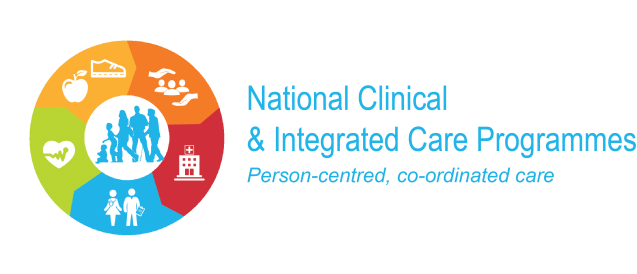 National Clinical
& Integrated Care Programmes
Person-centred, co-ordinated care